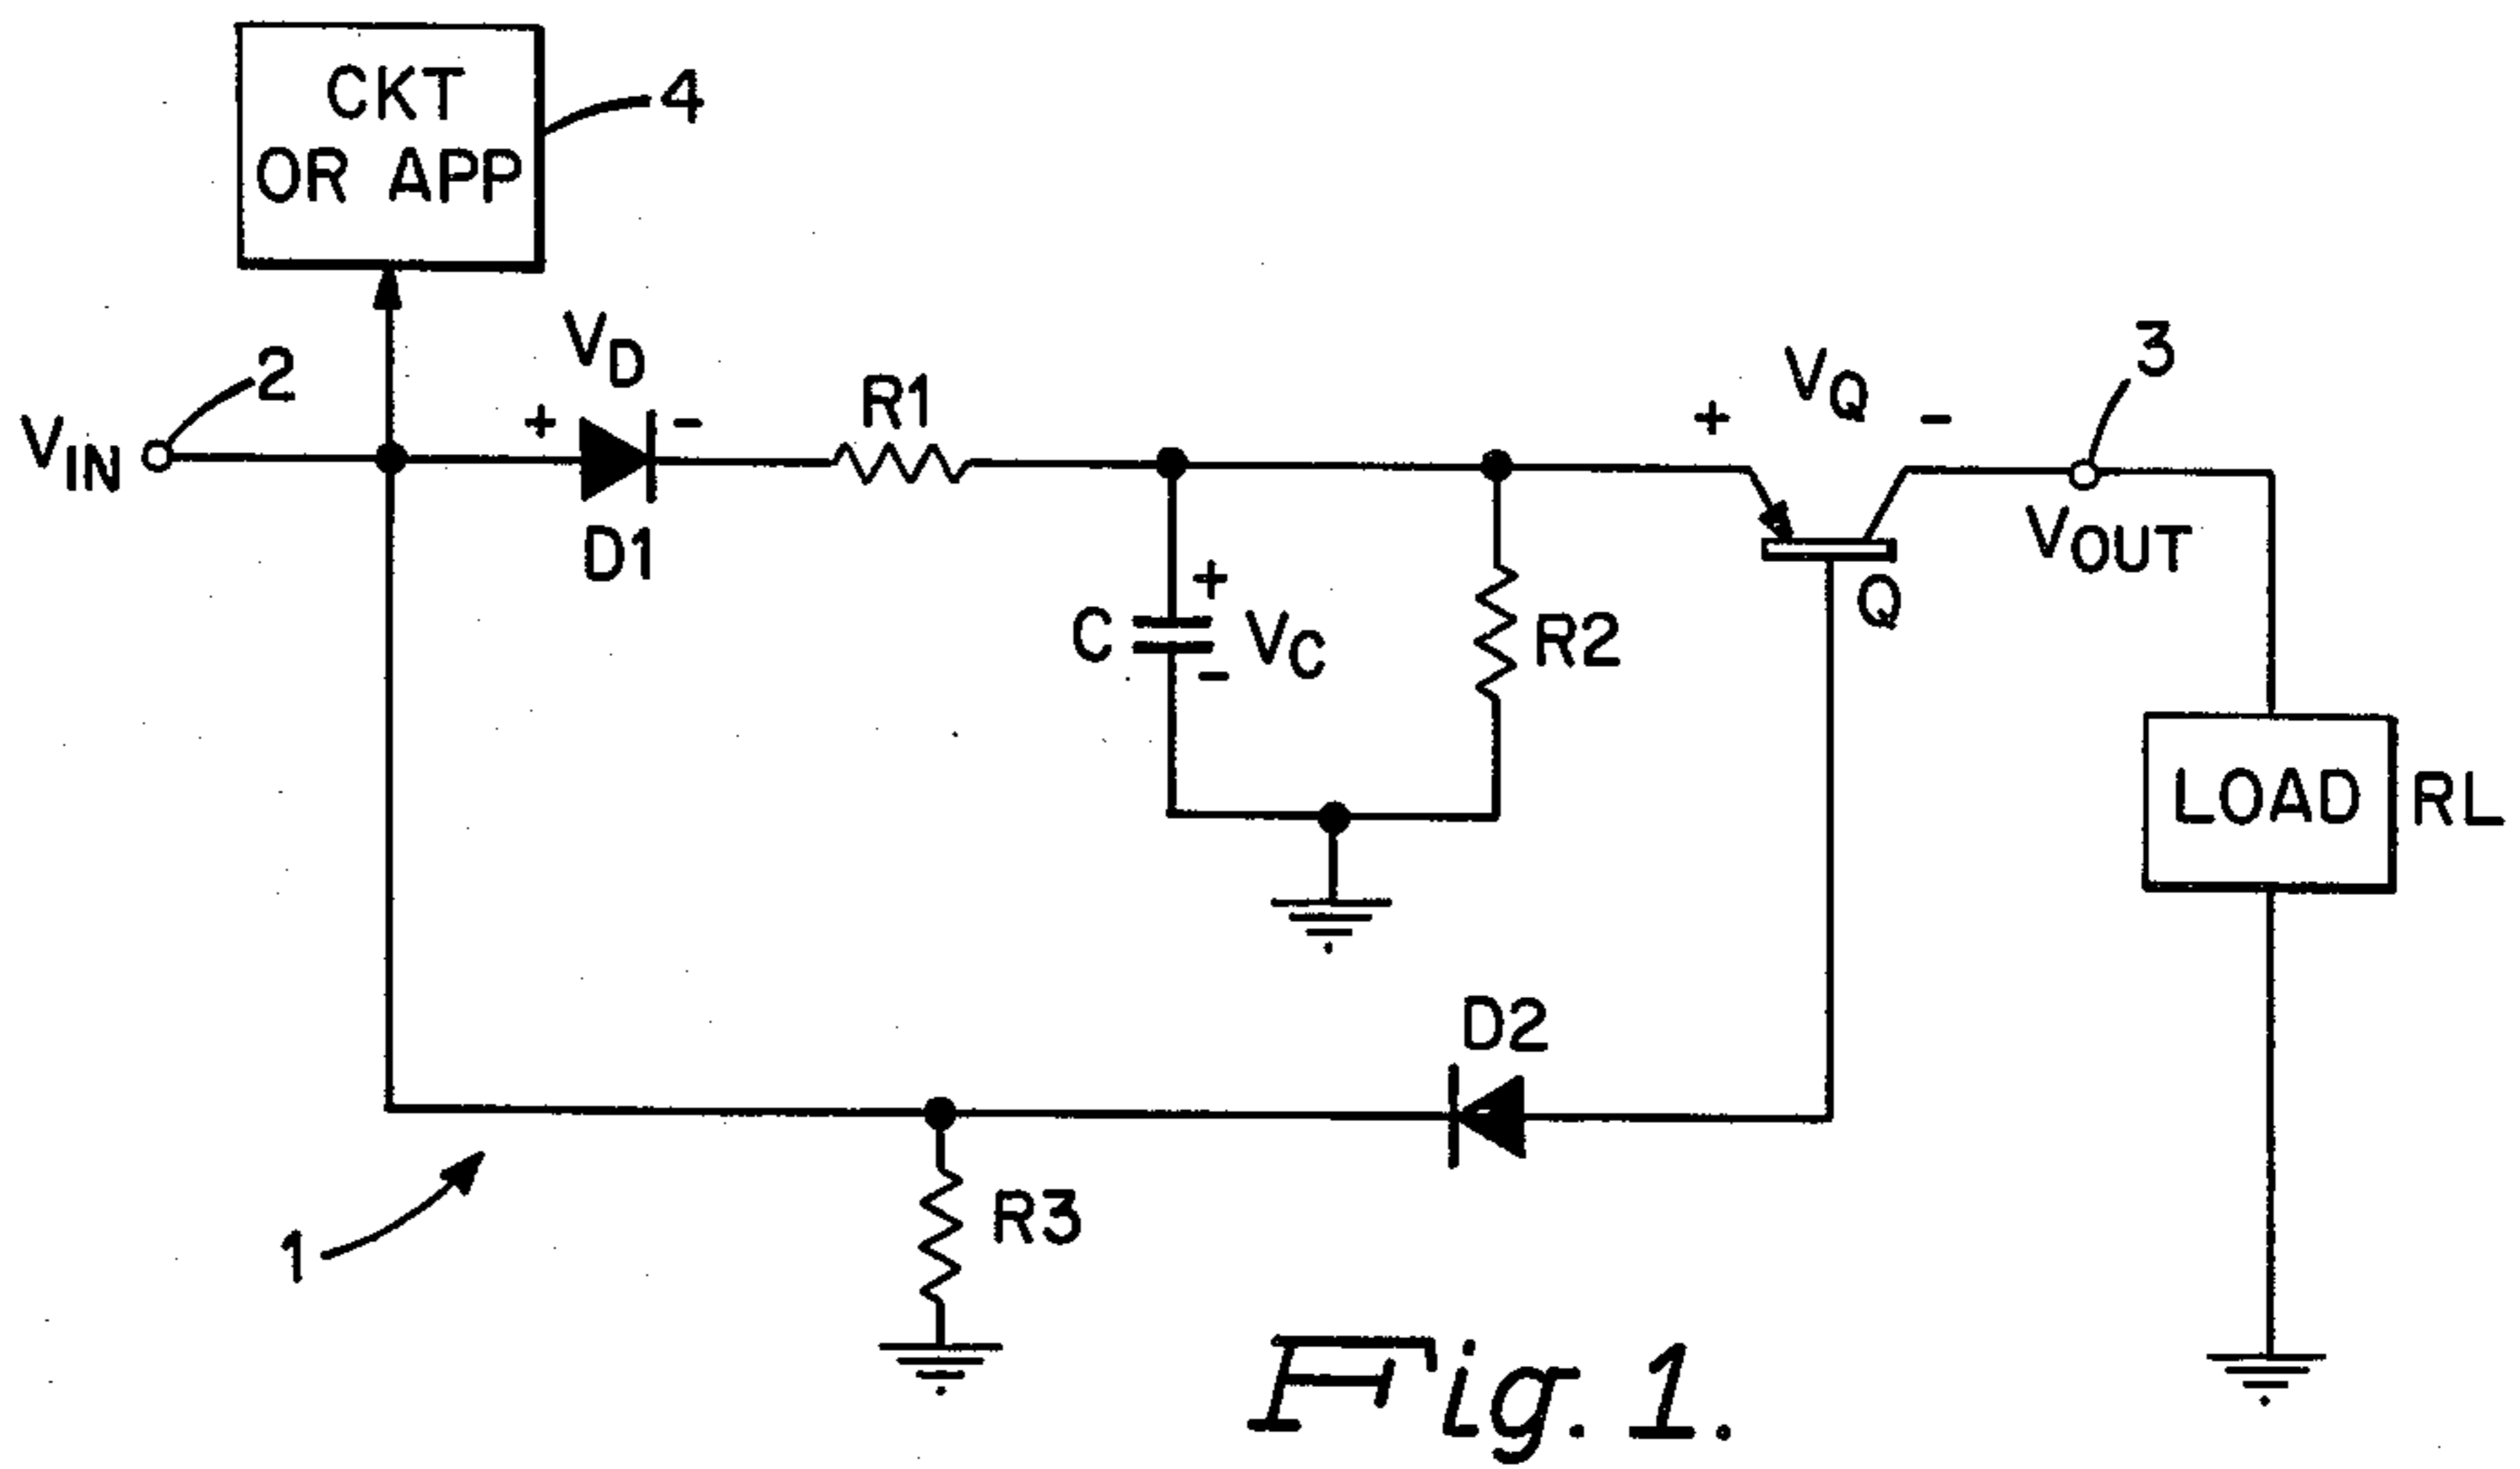 CKT
OR APP
4
2
VIN
VD
+ -
D1
R1
C
+
VC
-
R2
VQ
+ -
Q
3
VOUT
LOAD
RL
D2
R3
1
Fig. 1.